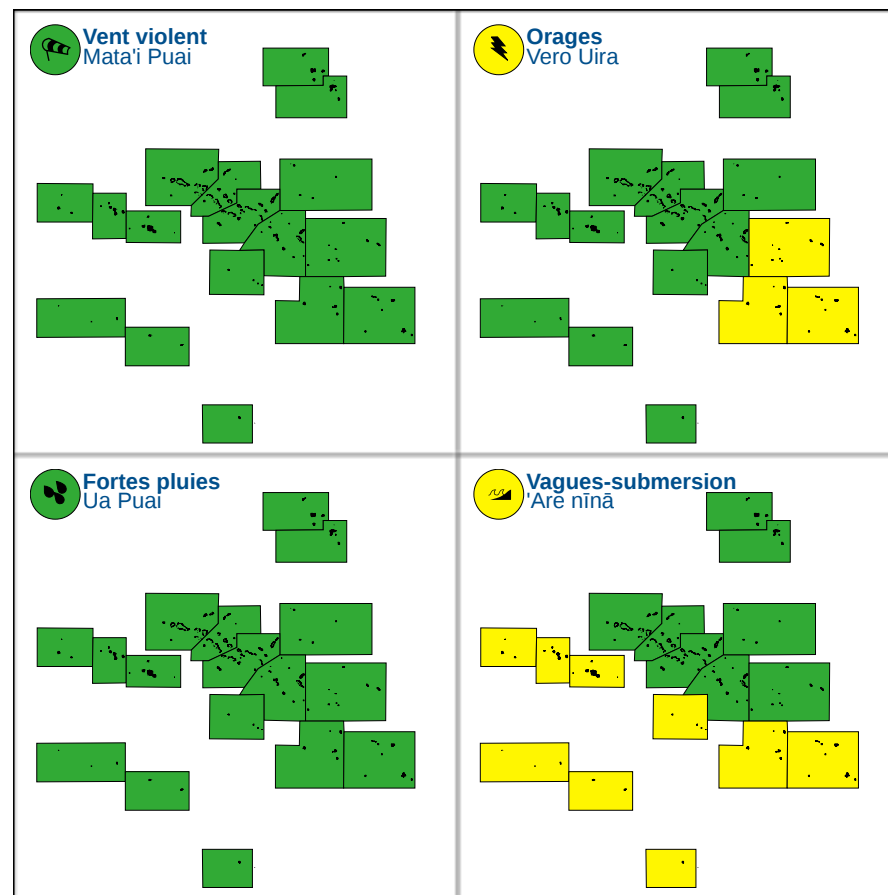 Vent violent
Mata'i Puai
Orages
Vero Uira
Fortes pluies
Ua Puai
Vagues-submersion
'Are nīnā